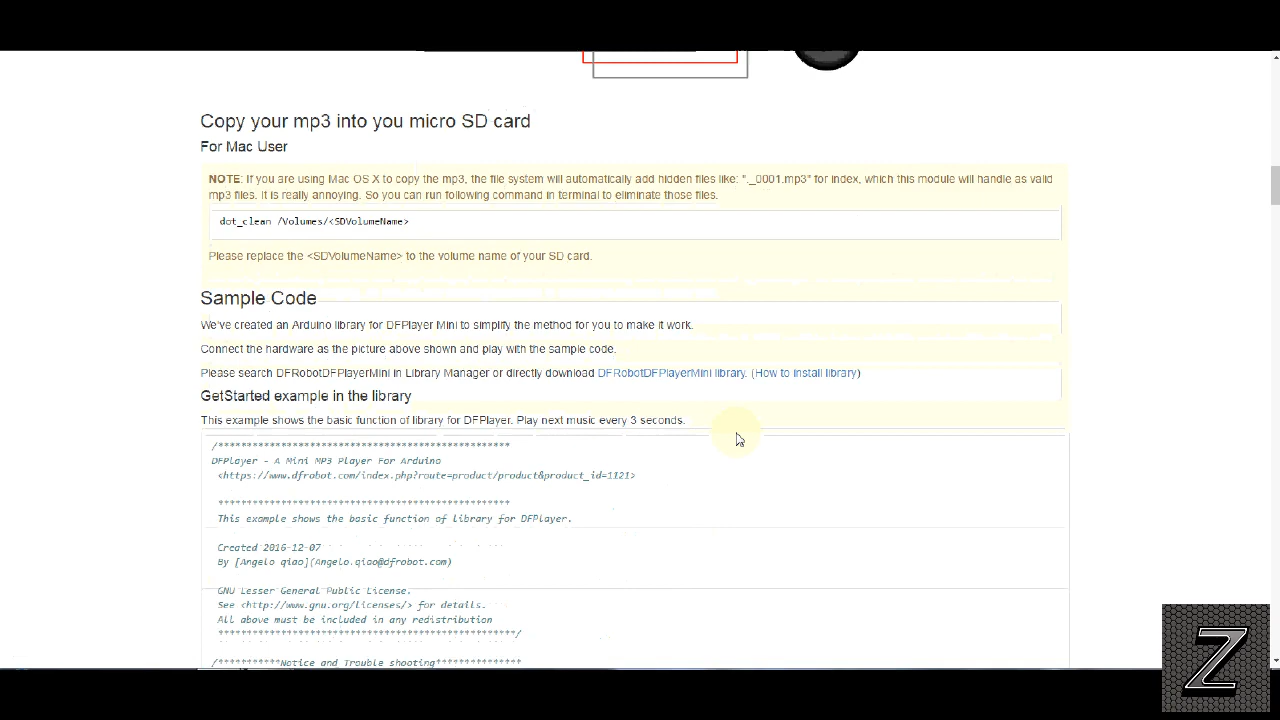 Copy your mp3 into you micro SD card
For Mac User
NOTE: If you are using Mac OS X to copy the mp3, the file system will automatically add hidden files like: "._0001.mp3" for index, which this module will handle as valid
mp3 files. It is really annoying. So you can run following command in terminal to eliminate those files.
dot_clean /Volumes/<SDVolumeName>
Please replace the <SDVolumeName> to the volume name of your SD card.
Sample Code
We've created an Arduino library for DFPlayer Mini to simplify the method for you to make it work.
Connect the hardware as the picture above shown and play with the sample code.
Please search DFRobotDFPlayerMini in Library Manager or directly download DFRobotDFPlayerMini library. (How to install library)
GetStarted example in the library
This example shows the basic function of library for DFPlayer. Play next music every 3 seconds.
/***************************************************
DFPlayer - A Mini MP3 Player For Arduino
<https://www.dfrobot.com/index.php?route=product/product&product_id=1121>
***************************************************
This example shows the basic function of library for DFPlayer.
Created 2016-12-07
By [Angelo qiao](Angelo.qiao@dfrobot.com)
GNU Lesser General Public License.
See <http://www.gnu.org/licenses/> for details.
All above must be included in any redistribution
****************************************************/
/***********Notice and Trouble shooting***************
Z